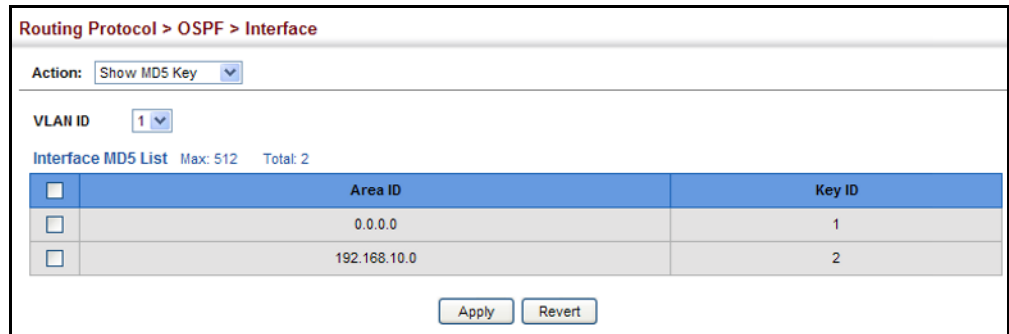 Routing Protocol > OSPF > Interface
Action: Show MD5 Key
VLAN ID 1
Interface MD5 List Max: 512 Total: 2
Area ID Key ID
0.0.0.0 1
192.168.10.0 2
Apply Revert